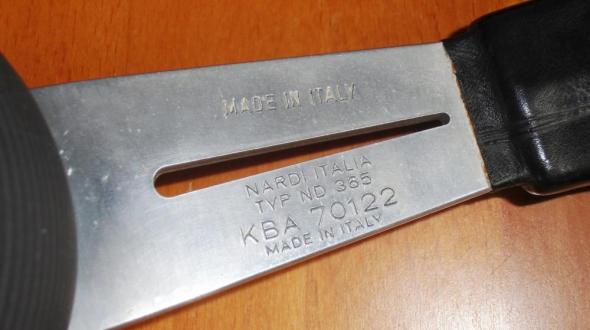 MADE IN ITALY
NARDI ITALIA
TYP ND 365
KBA 70122
MADE IN ITALY